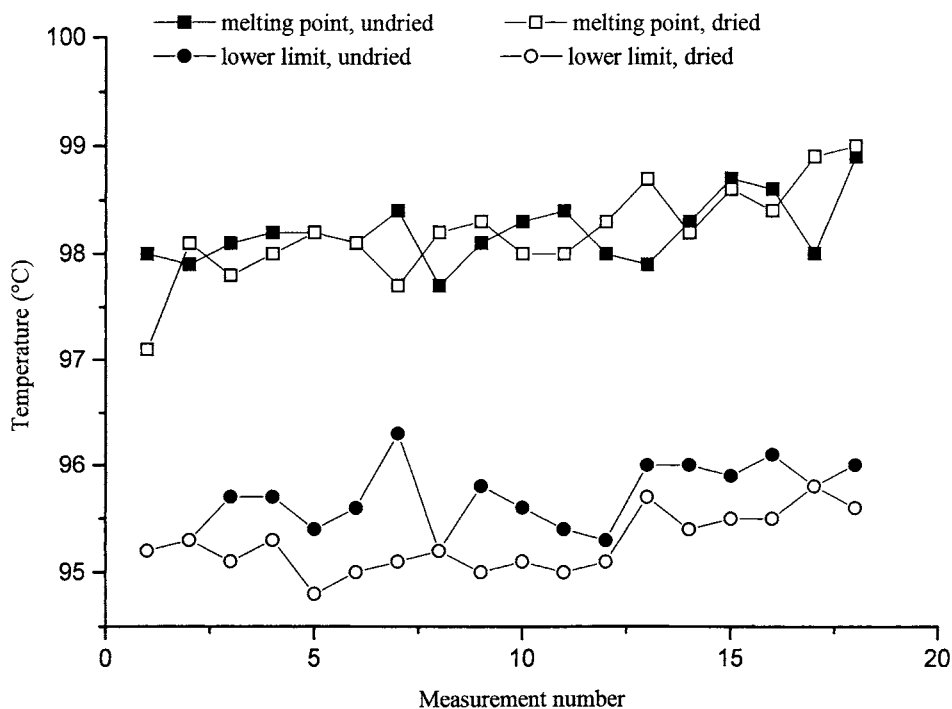 melting point, undried melting point, dried
lower limit, undried lower limit, dried
100
99
98
97
96
95
Temperature (°C)
0 5 10 15 20
Measurement number